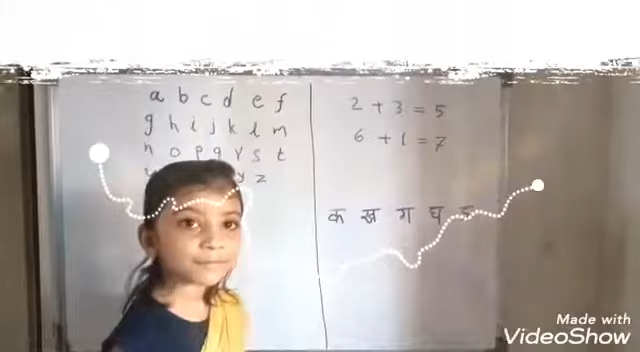 a b c d e f
g h i j k l m
n o p q r s t
y z
2 + 3 = 5
6 + 1 = 7
क ख ग घ
Made with
VideoShow